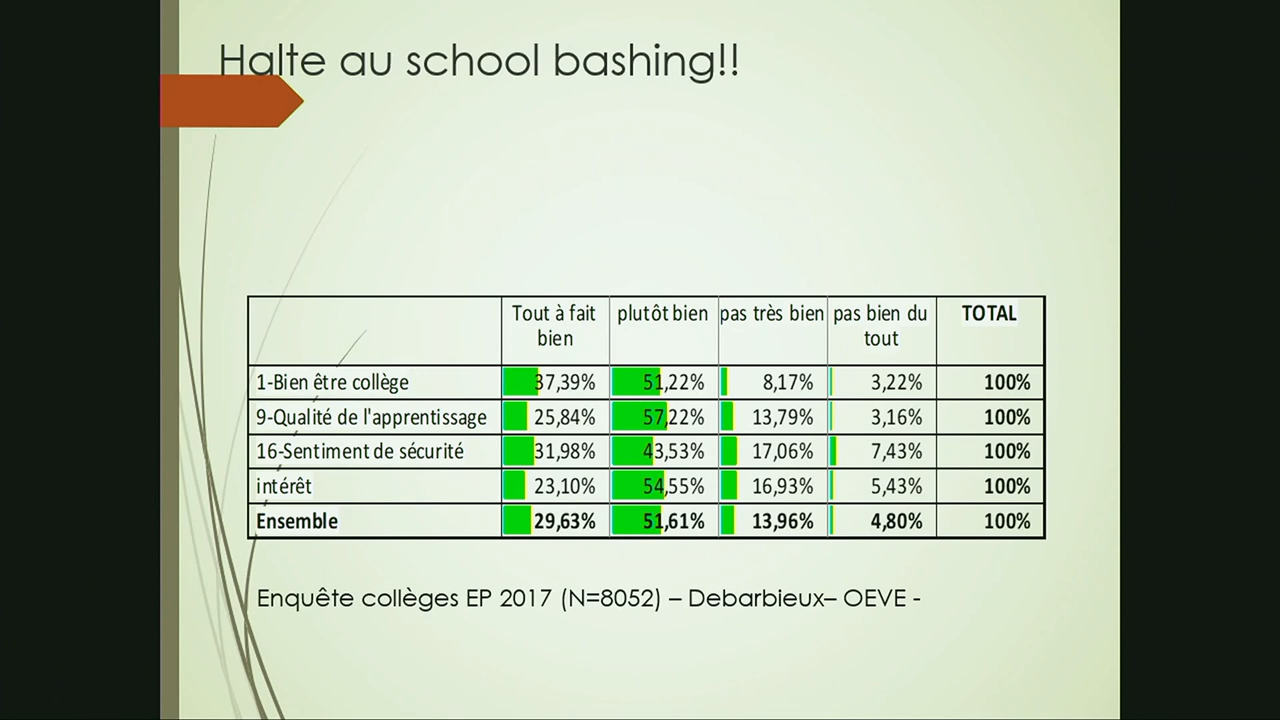 Halte au school bashing!!
Tout à fait bien plutôt bien pas très bien pas bien du tout TOTAL
1-Bien être collège 37,39% 51,22% 8,17% 3,22% 100%
9-Qualité de l'apprentissage 25,84% 57,22% 13,79% 3,16% 100%
16-Sentiment de sécurité 31,98% 43,53% 17,06% 7,43% 100%
intérêt 23,10% 54,55% 16,93% 5,43% 100%
Ensemble 29,63% 51,61% 13,96% 4,80% 100%
Enquête collèges EP 2017 (N=8052) – Debarbieux– OEVE -